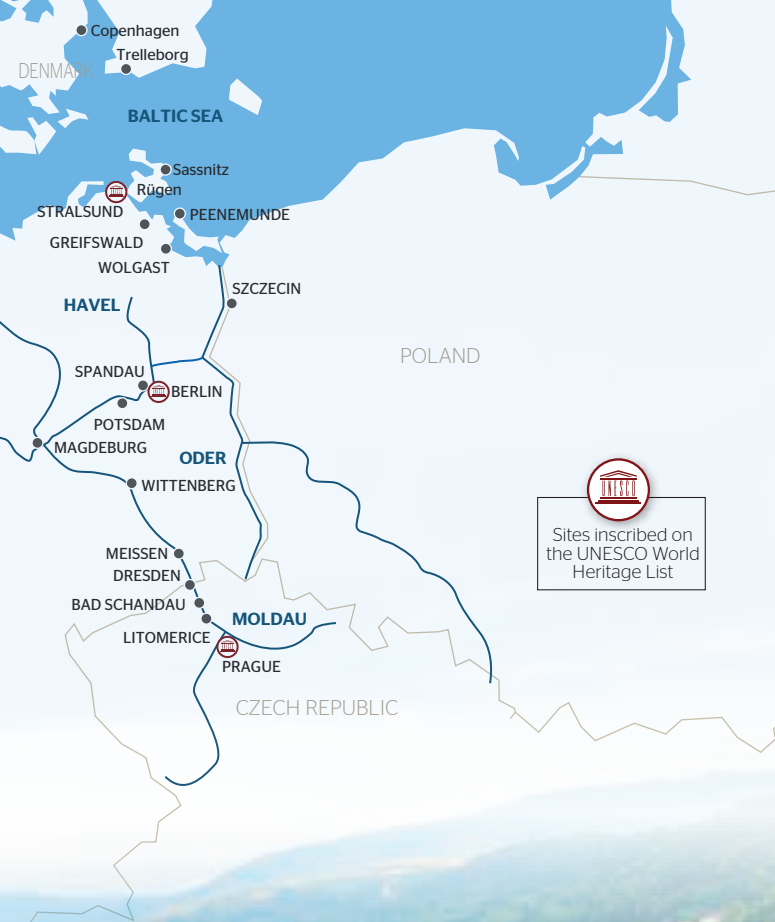 Copenhagen
Trelleborg
DENMARK
BALTIC SEA
Sassnitz
Rügen
STRALSUND
PEENEMUNDE
GREIFSWALD
WOLGAST
SZCZECIN
HAVEL
POLAND
SPANDAU
BERLIN
POTSDAM
MAGDEBURG
ODER
WITTENBERG
UNESCO
Sites inscribed on
the UNESCO World
Heritage List
MEISSEN
DRESDEN
BAD SCHANDAU
MOLDAU
LITOMERICE
PRAGUE
CZECH REPUBLIC